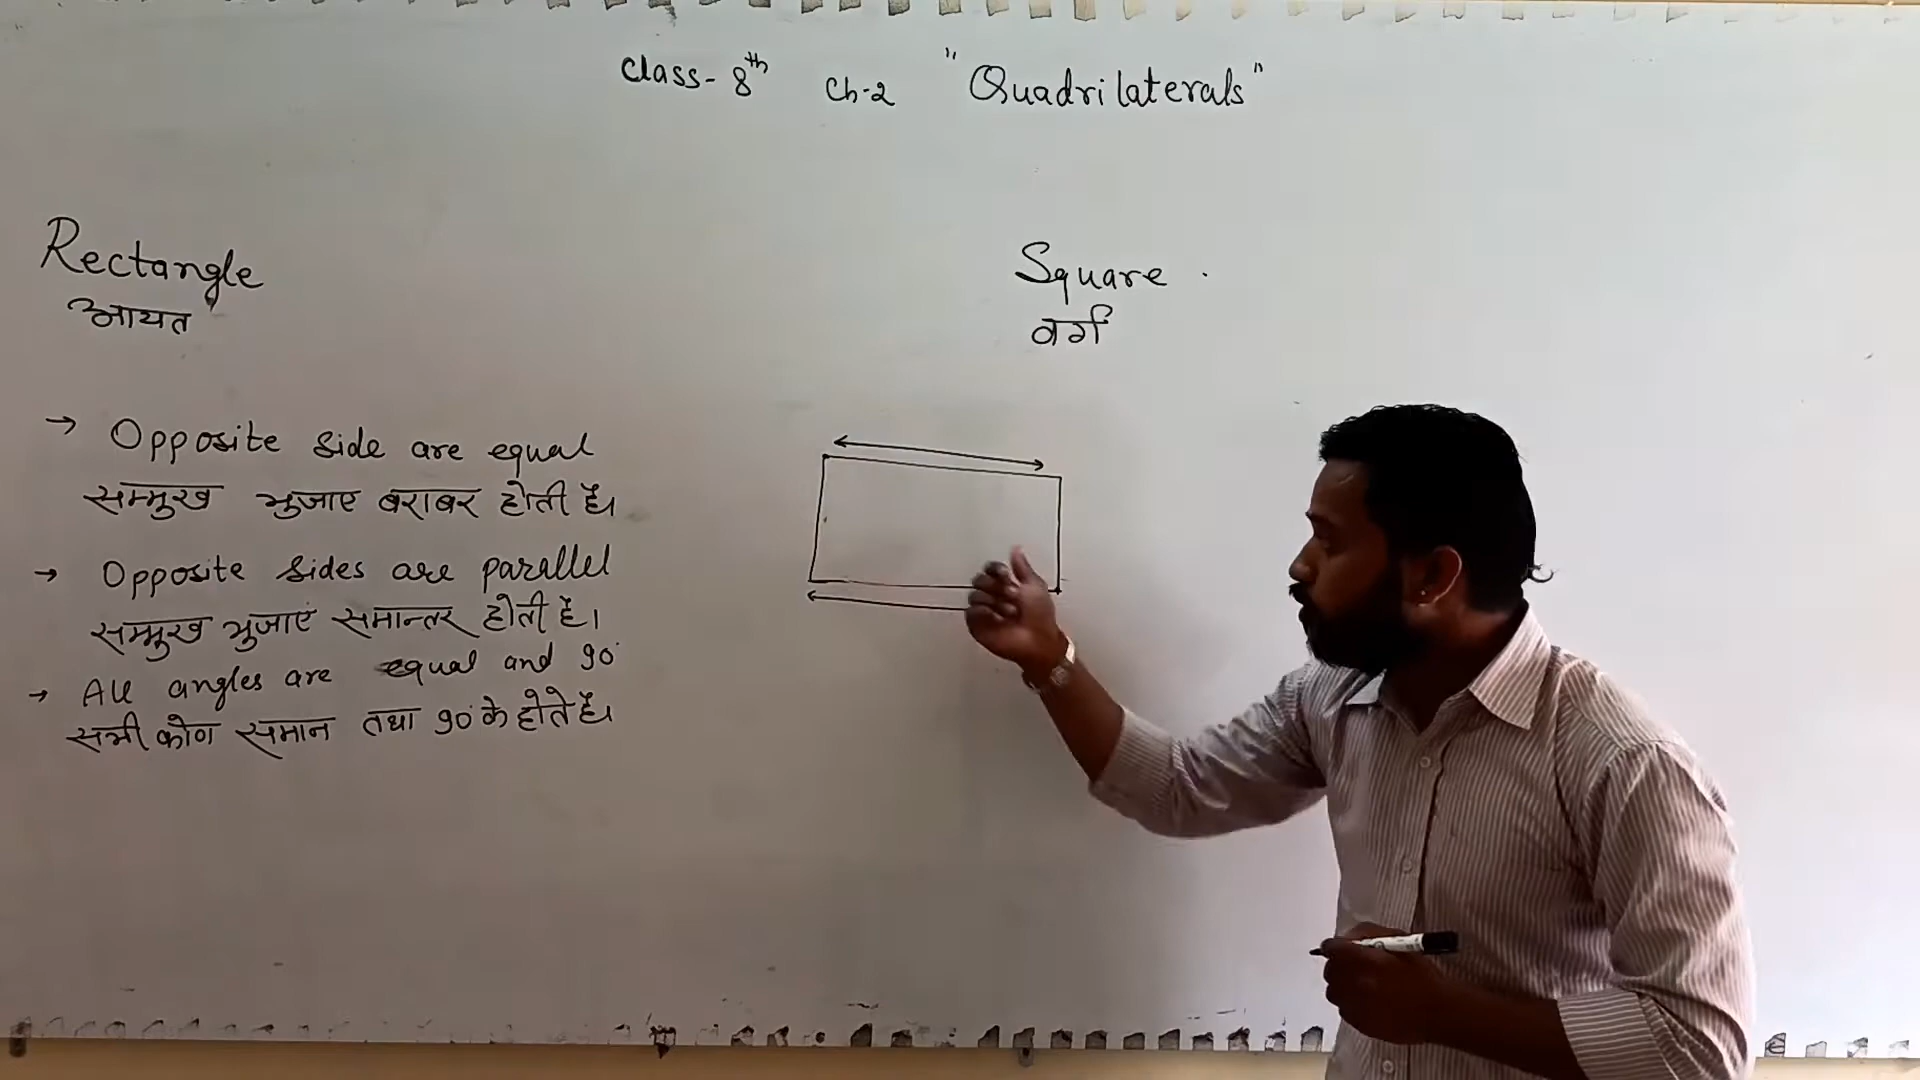 Class - 8th Ch-2 "Quadrilaterals"
Rectangle
आयत
Square
वर्ग
→ Opposite side are equal
सम्मुख भुजाए बराबर होती है।
→ Opposite sides are parallel
सम्मुख भुजाएं समान्तर होती हैं।
→ All angles are equal and 90°
सभी कोण समान तथा 90° के होते है।